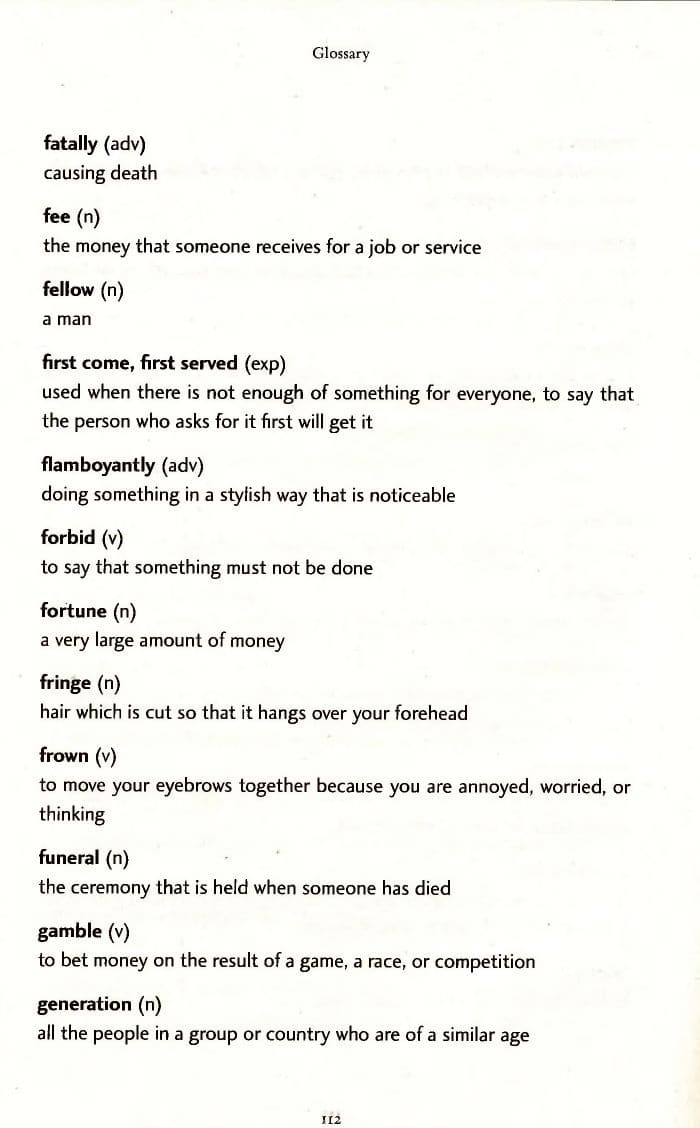 Glossary
fatally (adv)
causing death
fee (n)
the money that someone receives for a job or service
fellow (n)
a man
first come, first served (exp)
used when there is not enough of something for everyone, to say that
the person who asks for it first will get it
flamboyantly (adv)
doing something in a stylish way that is noticeable
forbid (v)
to say that something must not be done
fortune (n)
a very large amount of money
fringe (n)
hair which is cut so that it hangs over your forehead
frown (v)
to move your eyebrows together because you are annoyed, worried, or
thinking
funeral (n)
the ceremony that is held when someone has died
gamble (v)
to bet money on the result of a game, a race, or competition
generation (n)
all the people in a group or country who are of a similar age
112